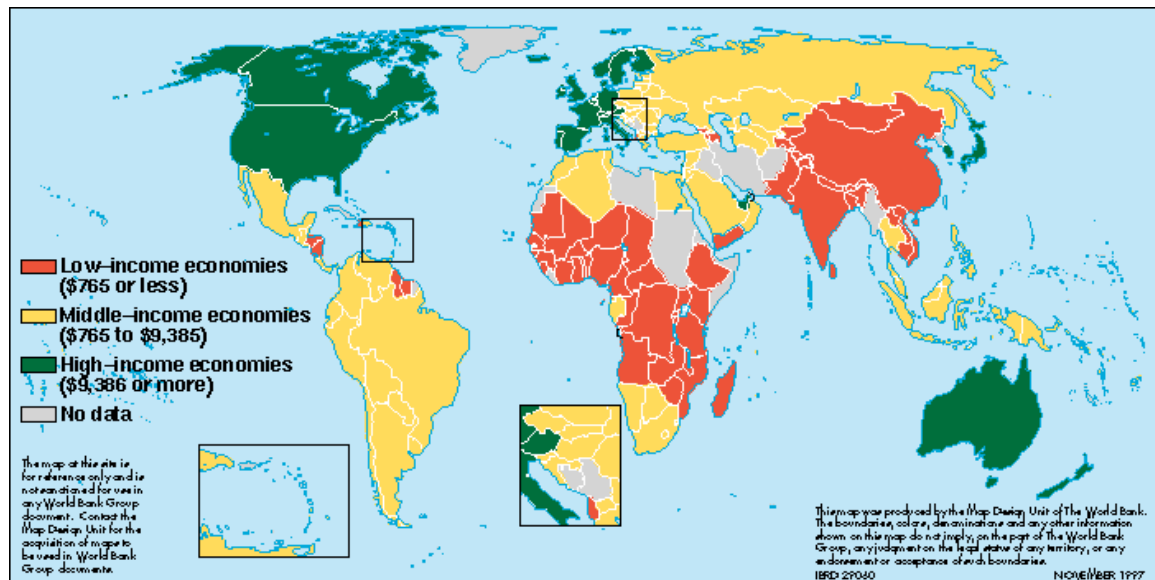 Low–income economies
($765 or less)
Middle–income economies
($765 to $9,385)
High–income economies
($9,386 or more)
No data
The map at this site is
for reference only and is
not sanctioned for use in
any World Bank Group
document. Contact the
Map Design Unit for the
acquisition of maps to
be used in World Bank
Group documents.
This map was produced by the Map Design Unit of The World Bank.
The boundaries, colors, denominations and any other information
shown on this map do not imply, on the part of The World Bank
Group, any judgment on the legal status of any territory, or any
endorsement or acceptance of such boundaries.
IBRD 29060
NOVEMBER 1997